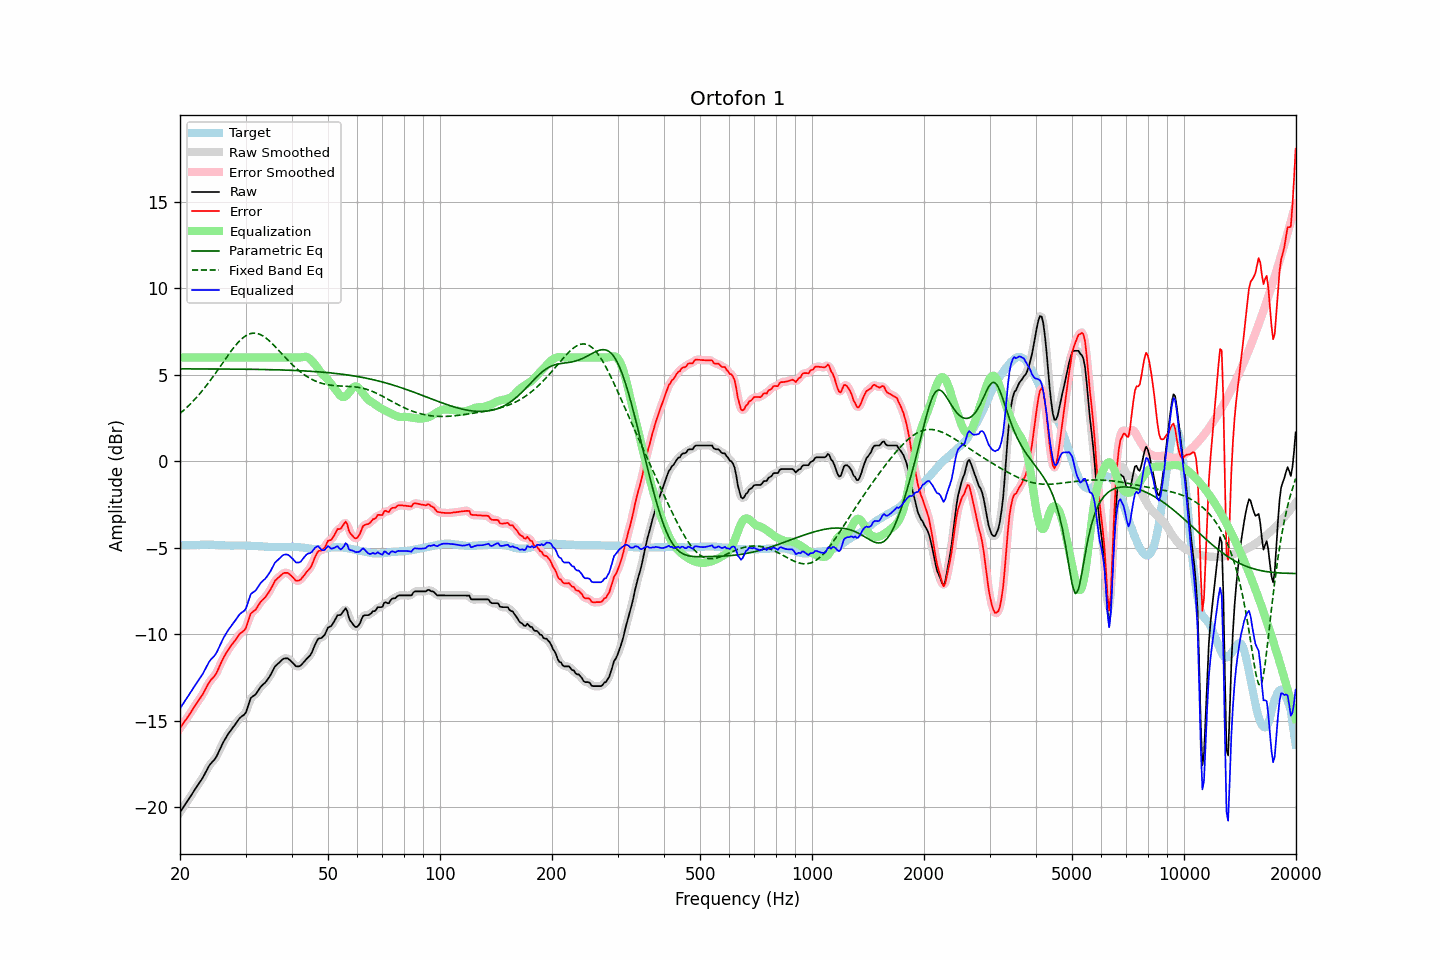 Ortofon 1
Target
Raw Smoothed
Error Smoothed
Raw
Error
Equalization
Parametric Eq
Fixed Band Eq
Equalized
Amplitude (dBr)
15
10
5
0
−5
−10
−15
−20
20 50 100 200 500 1000 2000 5000 10000 20000
Frequency (Hz)